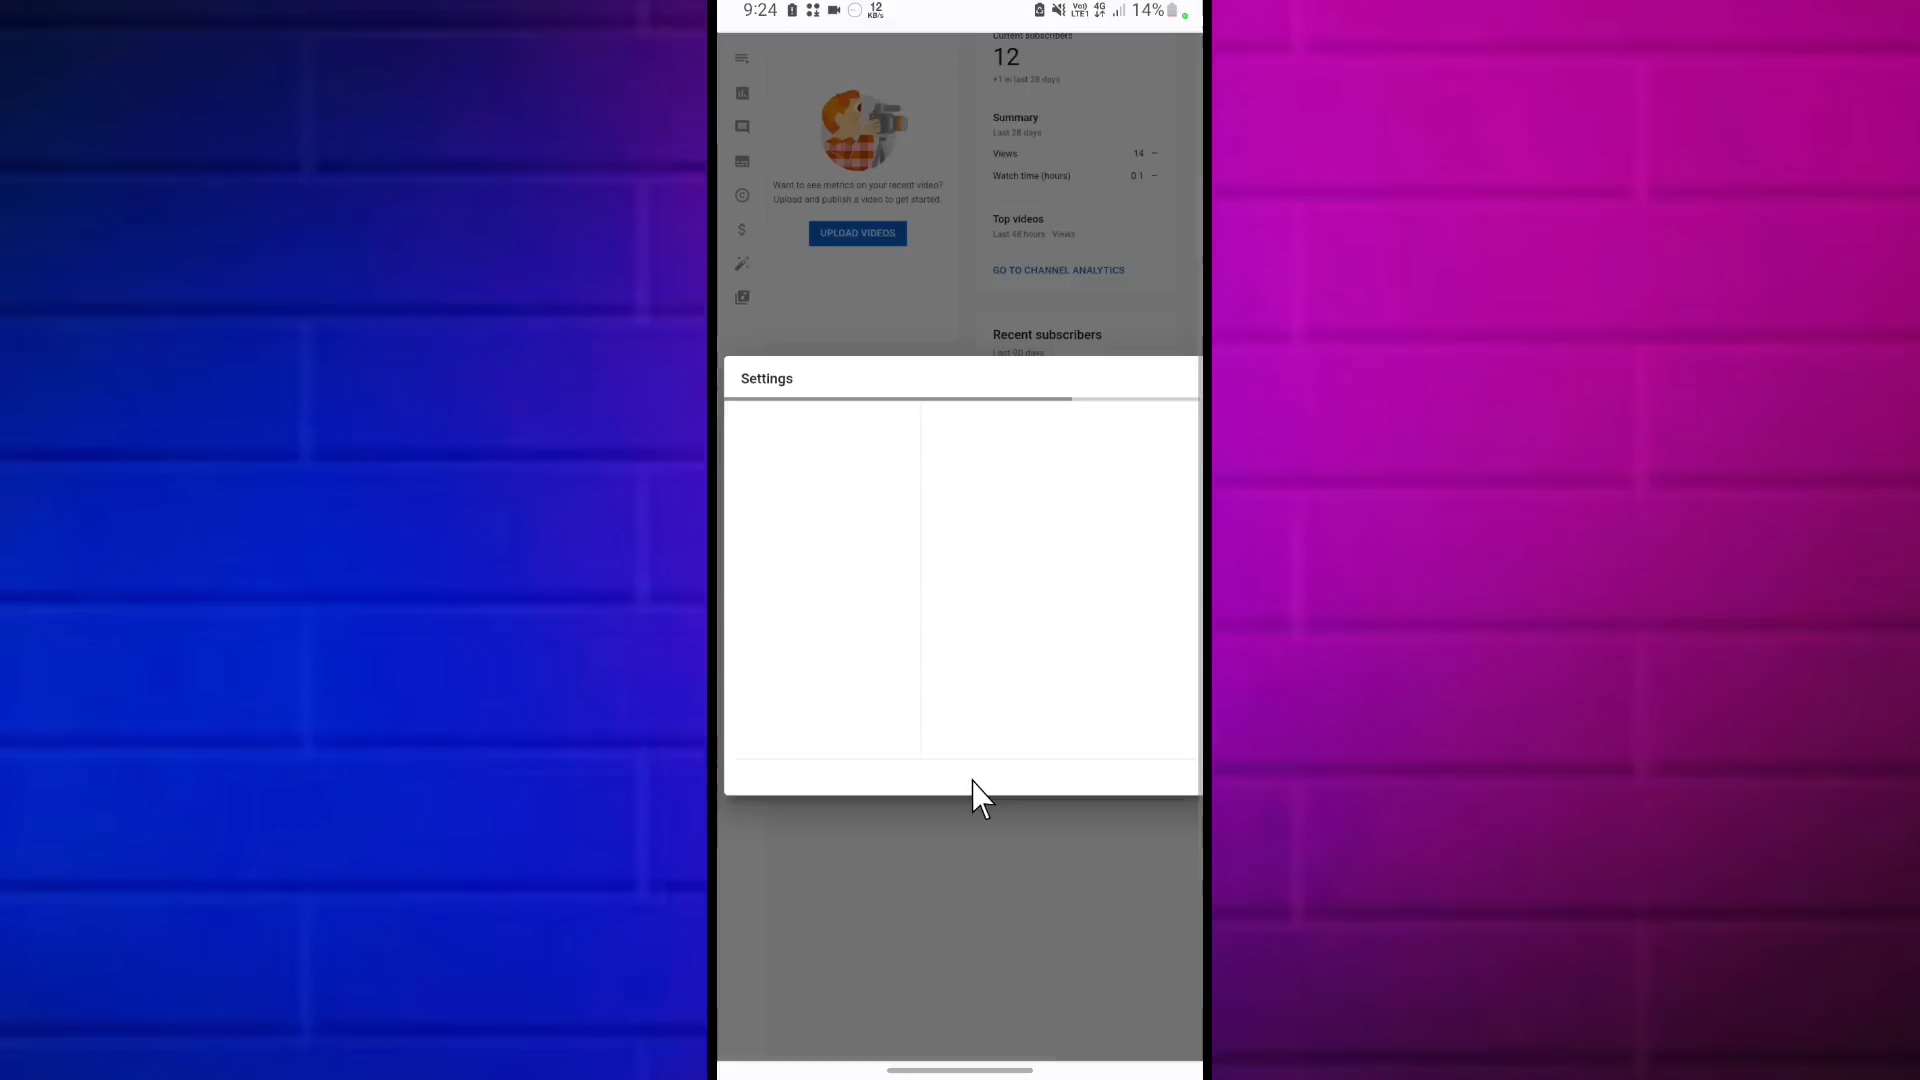 9:24
12
KB/s
Vo)
LTE1
4G
14%
Current subscribers
12
+1 in last 28 days
Summary
Last 28 days
Views 14 —
Watch time (hours) 0 1 —
Want to see metrics on your recent video?
Upload and publish a video to get started.
UPLOAD VIDEOS
Top videos
Last 48 hours · Views
GO TO CHANNEL ANALYTICS
Recent subscribers
Last 90 days
Settings